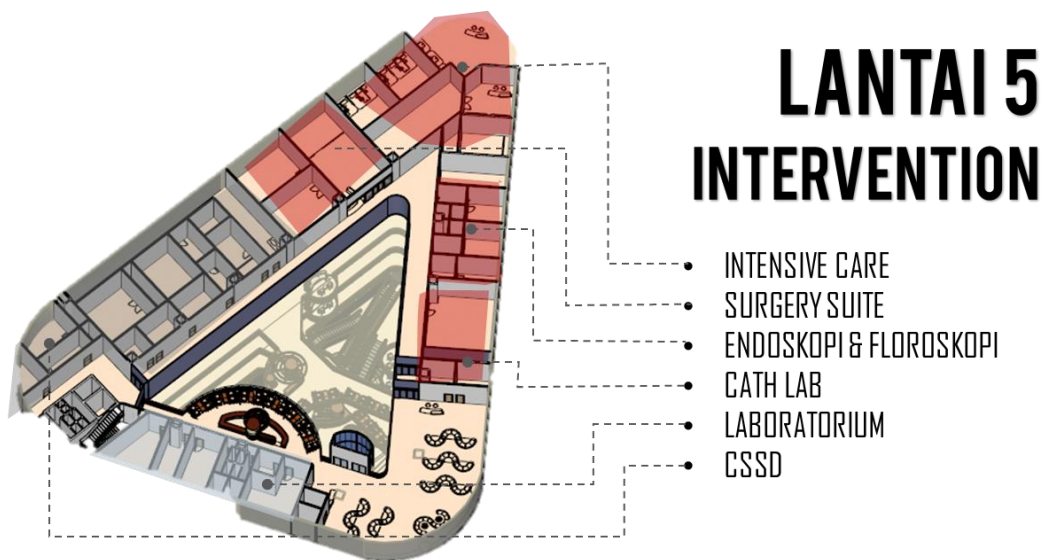 LANTAI 5
INTERVENTION
INTENSIVE CARE
SURGERY SUITE
ENDOSKOPI & FLOROSKOPI
CATH LAB
LABORATORIUM
CSSD